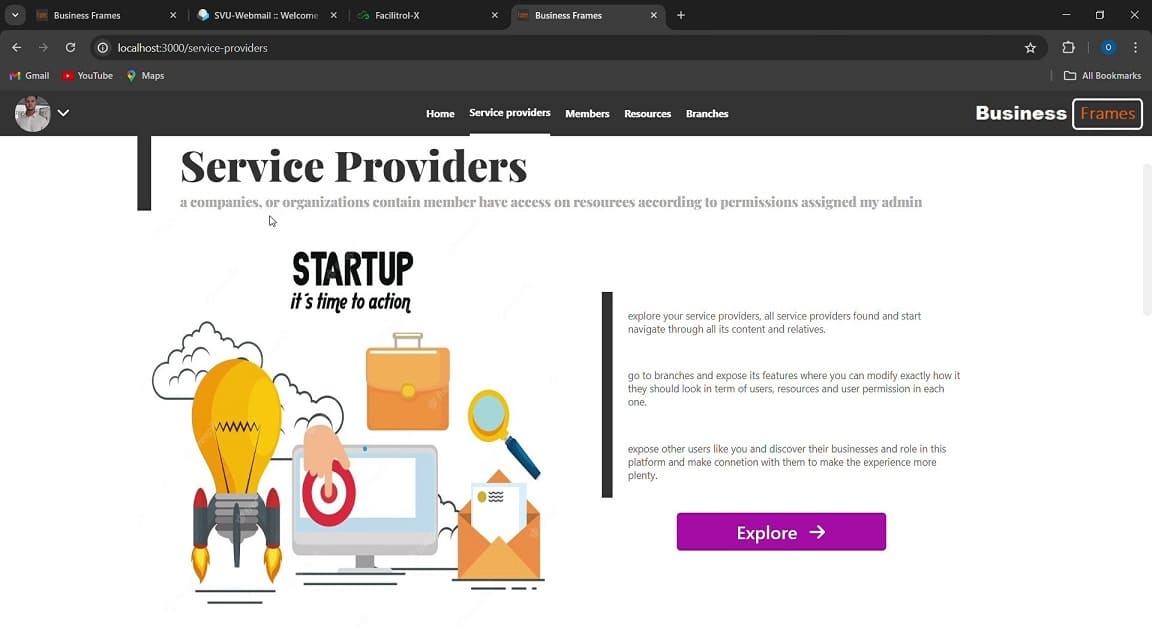 Business Frames
SVU-Webmail :: Welcome
Facilitrol-X
Business Frames
localhost:3000/service-providers
O
Gmail
YouTube
Maps
All Bookmarks
Home
Service providers
Members
Resources
Branches
Business Frames
Service Providers
a companies, or organizations contain member have access on resources according to permissions assigned my admin
STARTUP
it's time to action
explore your service providers, all service providers found and start
navigate through all its content and relatives.
go to branches and expose its features where you can modify exactly how it
they should look in term of users, resources and user permission in each
one.
expose other users like you and discover their businesses and role in this
platform and make connetion with them to make the experience more
plenty.
Explore